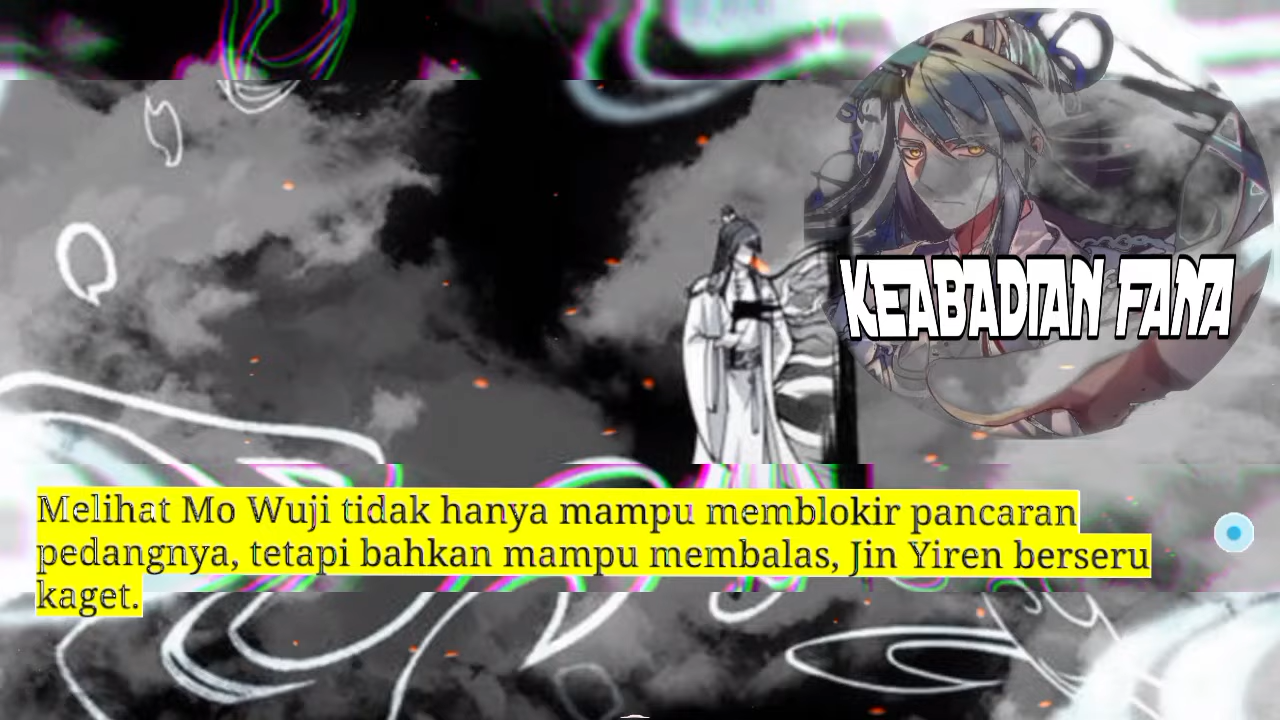 KEABADIAN FANA
Melihat Mo Wuji tidak hanya mampu memblokir pancaran
pedangnya, tetapi bahkan mampu membalas, Jin Yiren berseru
kaget.